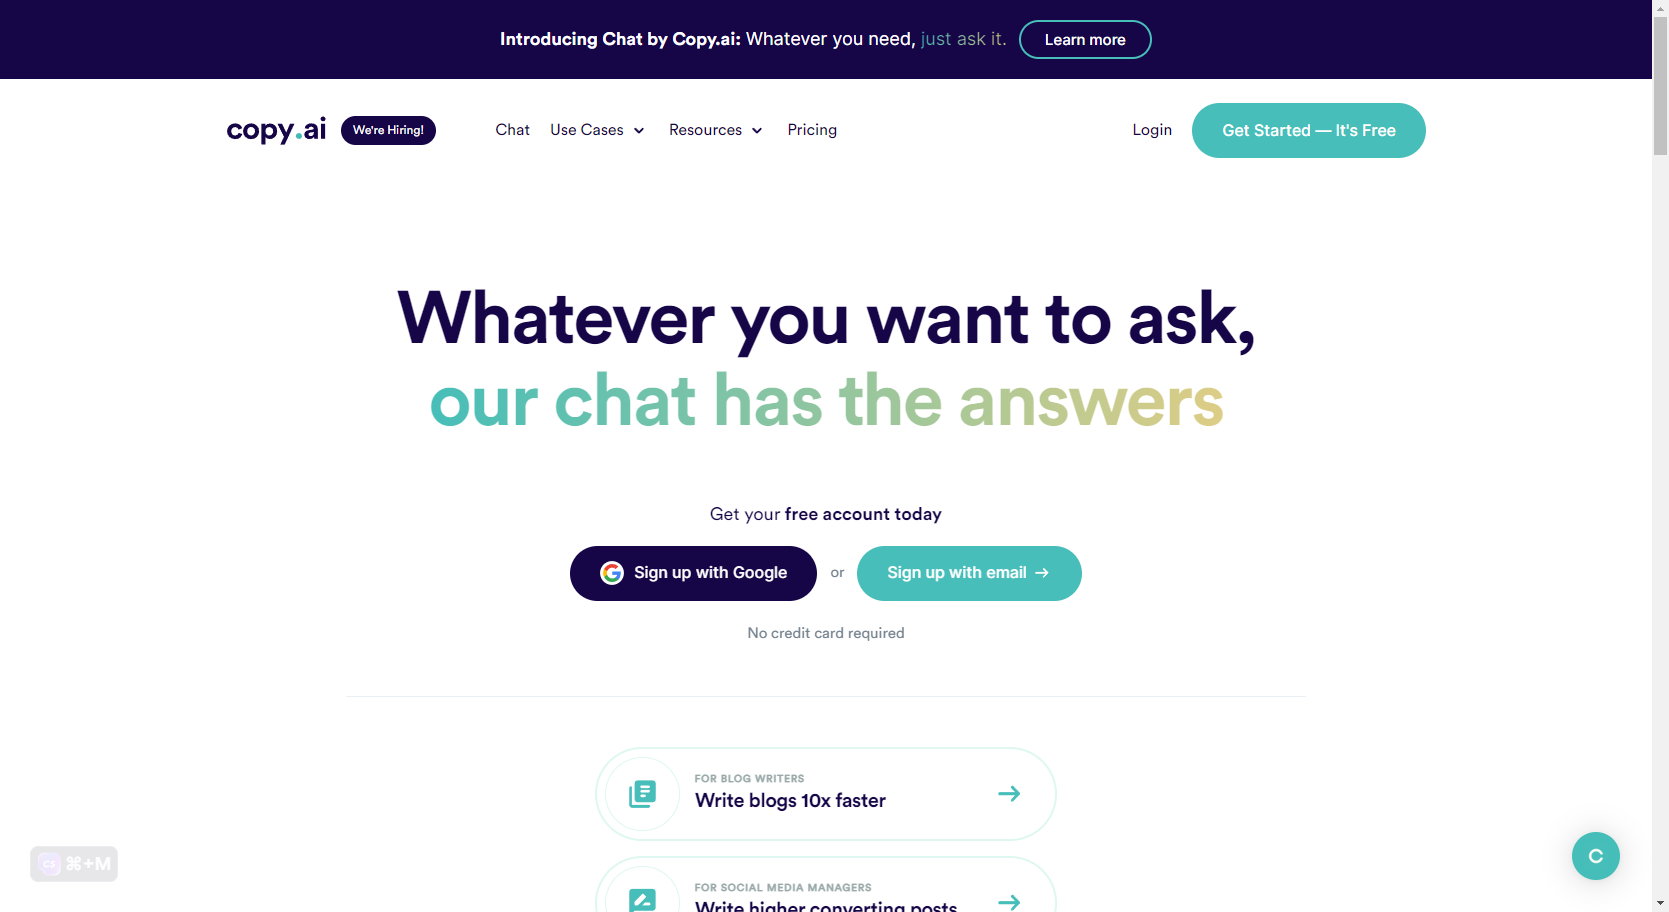 Introducing Chat by Copy.ai: Whatever you need, just ask it. Learn more
copy.ai We're Hiring! Chat Use Cases Resources Pricing Login Get Started — It's Free
Whatever you want to ask,
our chat has the answers
Get your free account today
Sign up with Google or Sign up with email →
No credit card required
FOR BLOG WRITERS
Write blogs 10x faster
FOR SOCIAL MEDIA MANAGERS
Write higher converting posts
CS ⌘+M
C